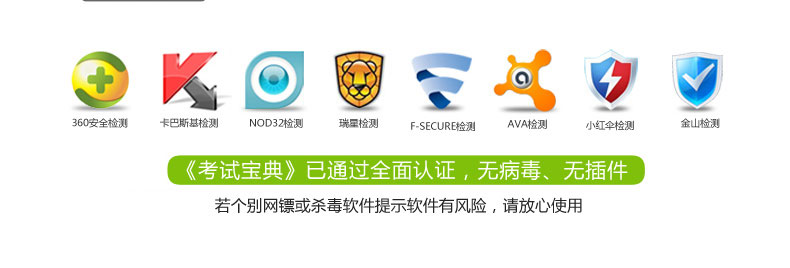 360安全检测 卡巴斯基检测 NOD32检测 瑞星检测 F-SECURE检测 AVA检测 小红伞检测 金山检测
《考试宝典》已通过全面认证，无病毒、无插件
若个别网镖或杀毒软件提示软件有风险，请放心使用